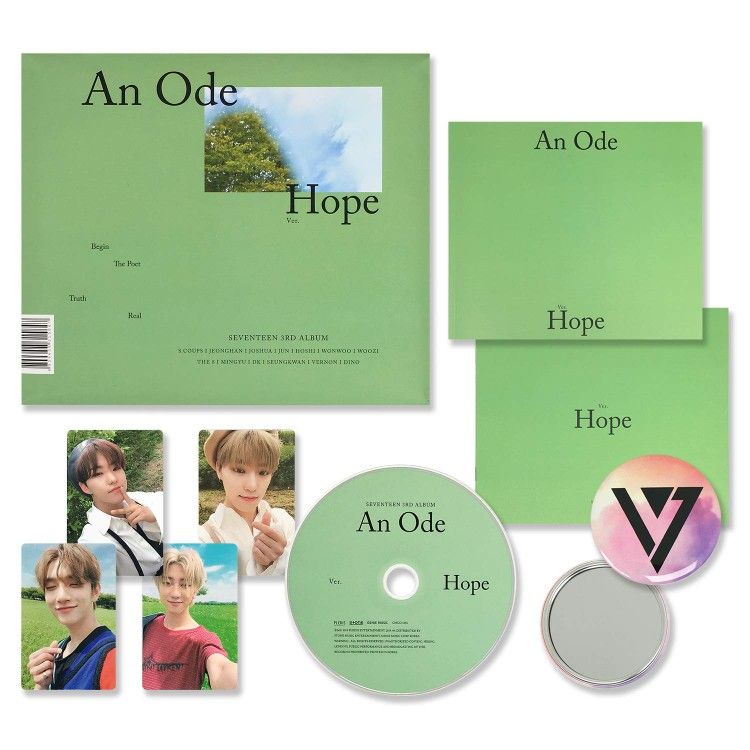 An Ode
Hope
Ver.
Begin
The Poet
Truth
Real
SEVENTEEN 3RD ALBUM
S.COUPS I JEONGHAN I JOSHUA I JUN I HOSHI I WONWOO I WOOZI
THE 8 I MINGYU I DK I SEUNGKWAN I VERNON I DINO
An Ode
Ver.
Hope
Ver.
Hope
SEVENTEEN 3RD ALBUM
An Ode
Ver.
Hope